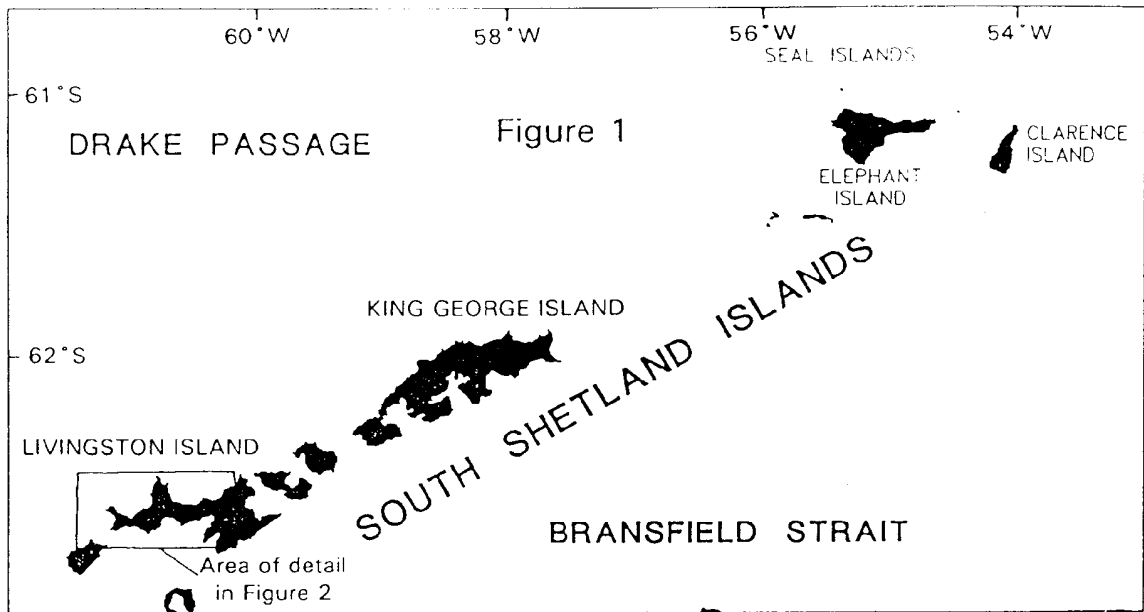 60°W 58°W 56°W 54°W
SEAL ISLANDS
61°S
DRAKE PASSAGE
Figure 1
CLARENCE
ISLAND
ELEPHANT
ISLAND
KING GEORGE ISLAND
62°S
SOUTH SHETLAND ISLANDS
LIVINGSTON ISLAND
BRANSFIELD STRAIT
Area of detail
in Figure 2